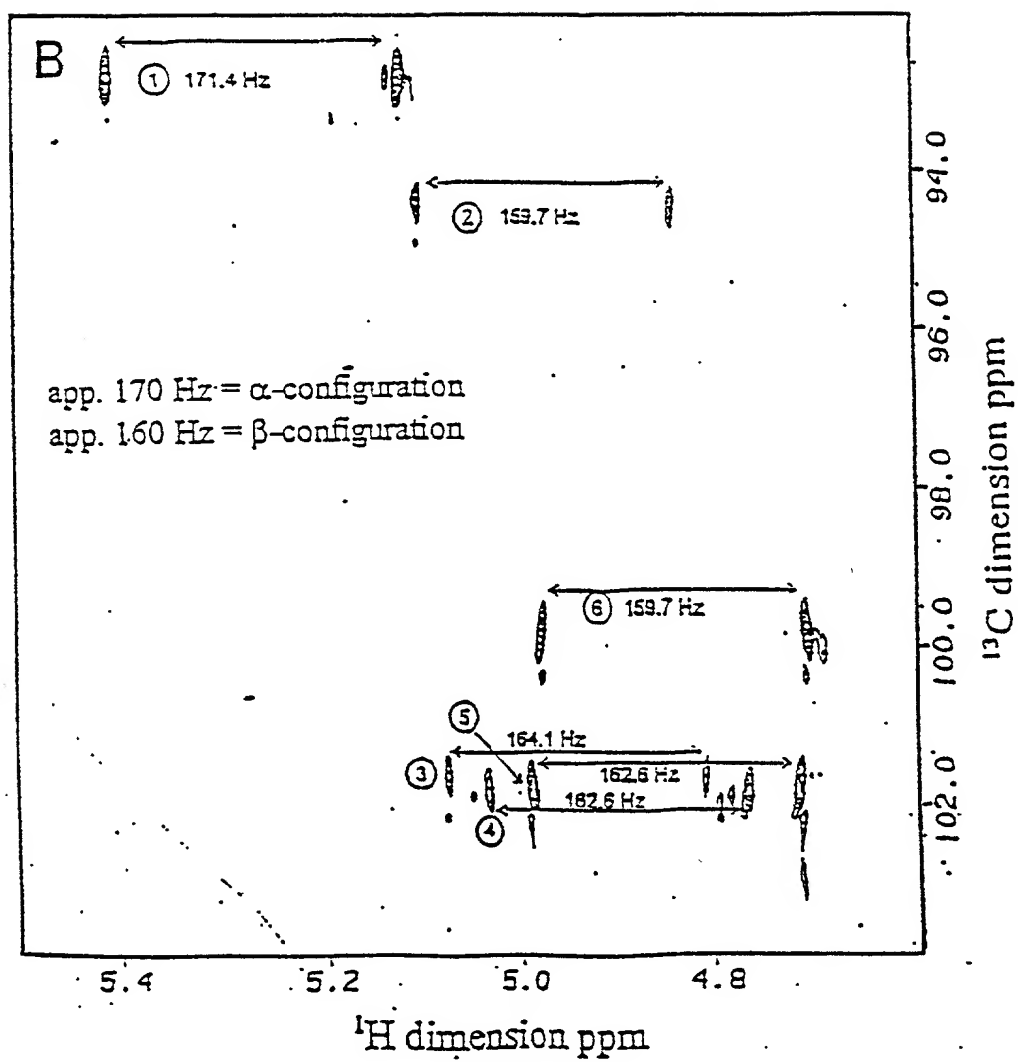 B
① 171.4 Hz
② 159.7 Hz
94.0
96.0
app. 170 Hz = α-configuration
app. 160 Hz = β-configuration
98.0
⑥ 159.7 Hz
100.0
⑤
164.1 Hz
③
162.6 Hz
162.6 Hz
④
102.0
¹³C dimension ppm
5.4 5.2 5.0 4.8
¹H dimension ppm